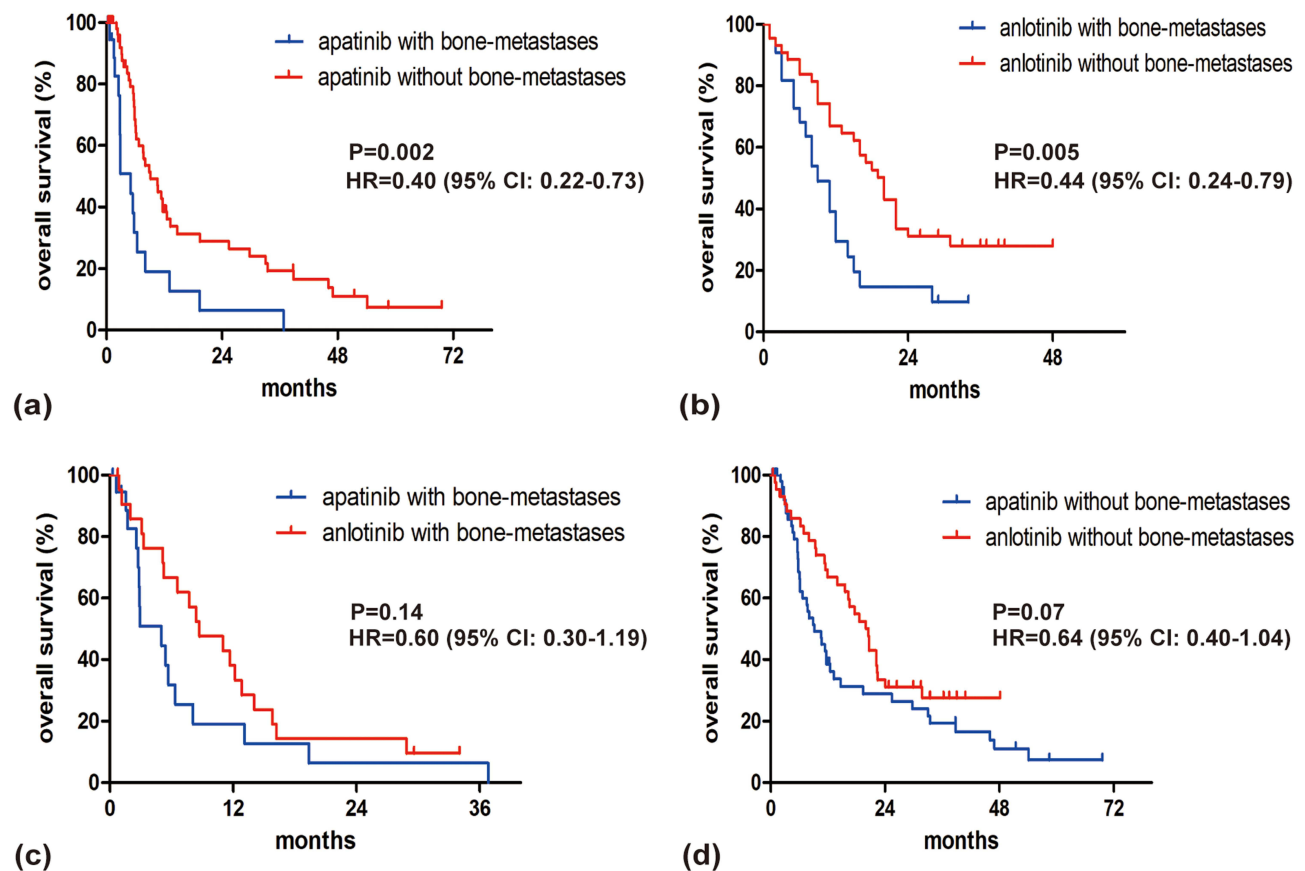 overall survival (%)
100
80
60
40
20
0
apatinib with bone-metastases
apatinib without bone-metastases
P=0.002
HR=0.40 (95% CI: 0.22-0.73)
0 24 48 72
months
(a)
overall survival (%)
100
80
60
40
20
0
anlotinib with bone-metastases
anlotinib without bone-metastases
P=0.005
HR=0.44 (95% CI: 0.24-0.79)
0 24 48
months
(b)
overall survival (%)
100
80
60
40
20
0
apatinib with bone-metastases
anlotinib with bone-metastases
P=0.14
HR=0.60 (95% CI: 0.30-1.19)
0 12 24 36
months
(c)
overall survival (%)
100
80
60
40
20
0
apatinib without bone-metastases
anlotinib without bone-metastases
P=0.07
HR=0.64 (95% CI: 0.40-1.04)
0 24 48 72
months
(d)